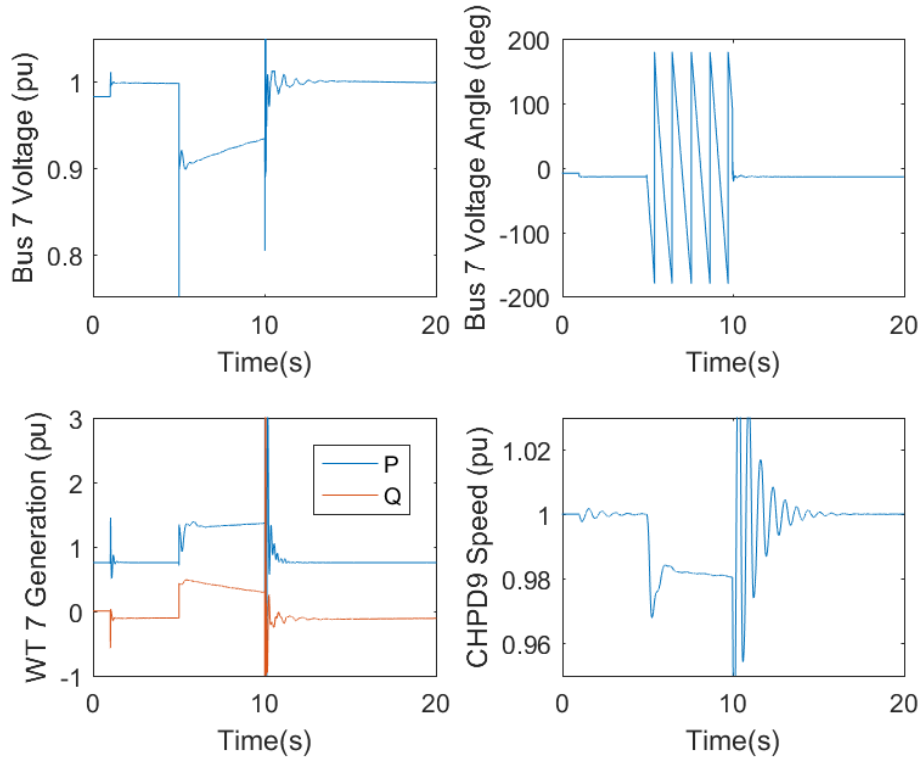 Bus 7 Voltage (pu)
1
0.9
0.8
0
10
20
Time(s)
Bus 7 Voltage Angle (deg)
200
100
0
-100
-200
0
10
20
Time(s)
WT 7 Generation (pu)
3
2
1
0
-1
P
Q
0
10
20
Time(s)
CHPD9 Speed (pu)
1.02
1
0.98
0.96
0
10
20
Time(s)